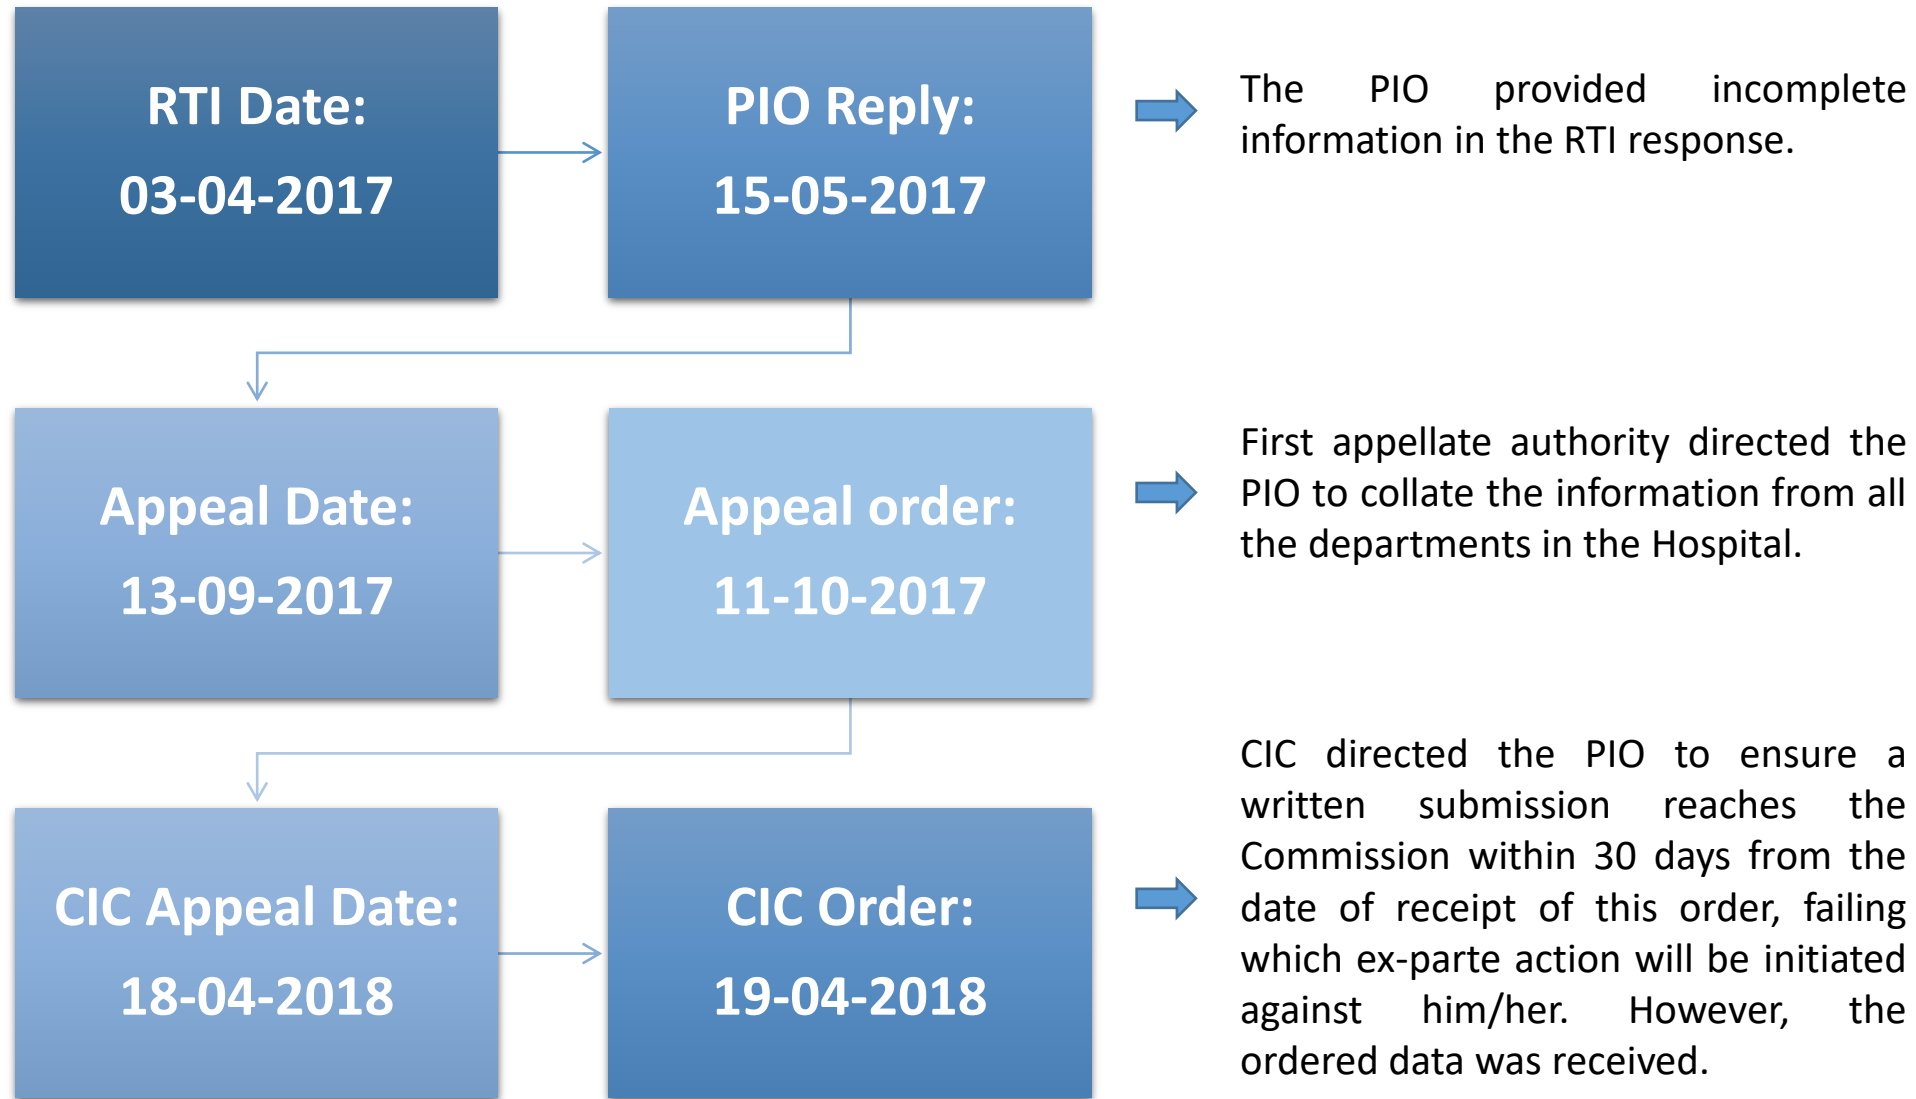 RTI Date:
03-04-2017
PIO Reply:
15-05-2017
The PIO provided incomplete
information in the RTI response.
Appeal Date:
13-09-2017
Appeal order:
11-10-2017
First appellate authority directed the
PIO to collate the information from all
the departments in the Hospital.
CIC Appeal Date:
18-04-2018
CIC Order:
19-04-2018
CIC directed the PIO to ensure a
written submission reaches the
Commission within 30 days from the
date of receipt of this order, failing
which ex-parte action will be initiated
against him/her. However, the
ordered data was received.